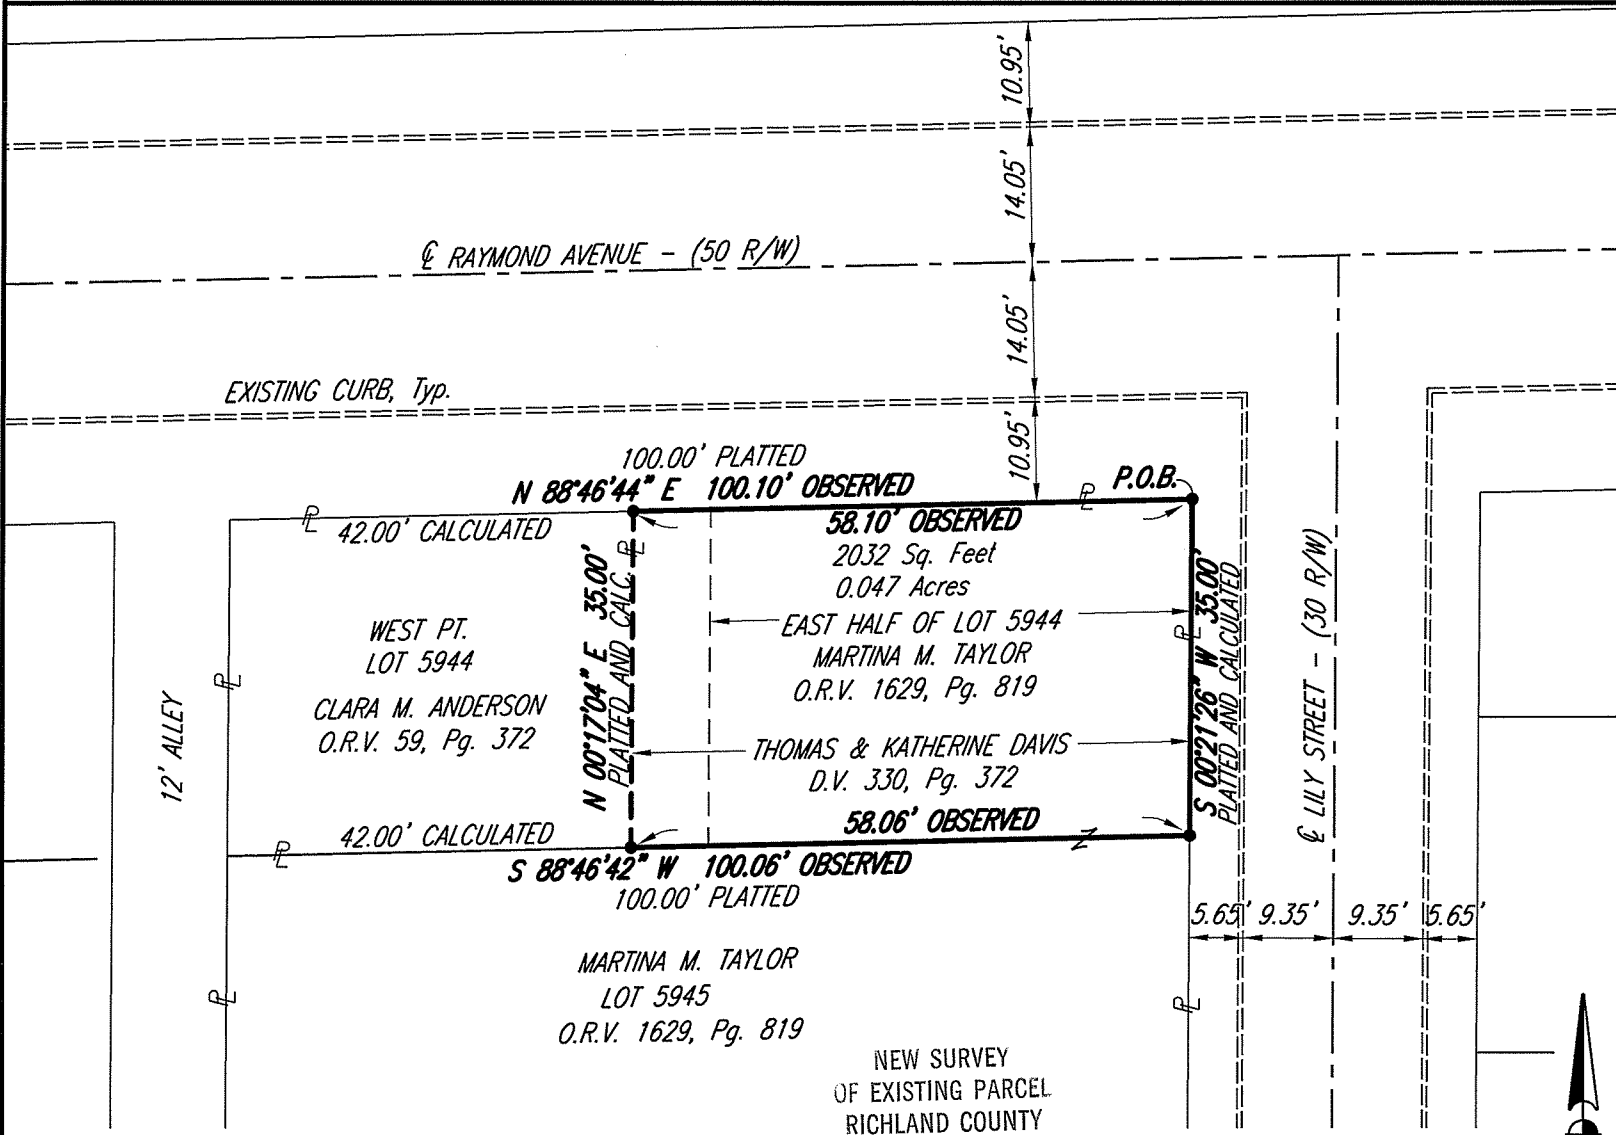 10.95'
14.05'
℄ RAYMOND AVENUE - (50 R/W)
14.05'
EXISTING CURB, Typ.
10.95'
100.00' PLATTED
N 88°46'44" E 100.10' OBSERVED
P.O.B.
42.00' CALCULATED
58.10' OBSERVED
2032 Sq. Feet
0.047 Acres
EAST HALF OF LOT 5944
MARTINA M. TAYLOR
O.R.V. 1629, Pg. 819
WEST PT.
LOT 5944
CLARA M. ANDERSON
O.R.V. 59, Pg. 372
N 00°17'04" E 35.00'
PLATTED AND CALC.
S 00°21'26" W 35.00'
PLATTED AND CALCULATED
℄ LILY STREET - (30 R/W)
12' ALLEY
THOMAS & KATHERINE DAVIS
D.V. 330, Pg. 372
42.00' CALCULATED
58.06' OBSERVED
S 88°46'42" W 100.06' OBSERVED
100.00' PLATTED
5.65' 9.35' 9.35' 5.65'
MARTINA M. TAYLOR
LOT 5945
O.R.V. 1629, Pg. 819
NEW SURVEY
OF EXISTING PARCEL
RICHLAND COUNTY